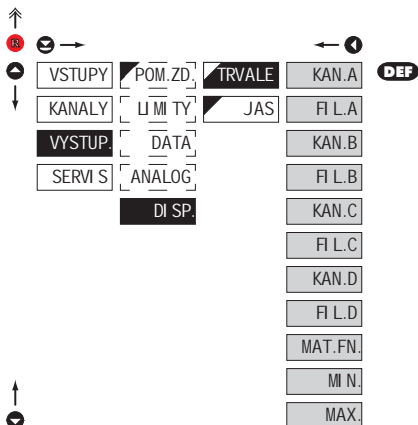 R
VSTUPY POM.ZD. TRVALE KAN.A DEF
KANALY LIMITY JAS FIL.A
VYSTUP. DATA KAN.B
SERVIS ANALOG FIL.B
DISP. KAN.C
FIL.C
KAN.D
FIL.D
MAT.FN.
MIN.
MAX.